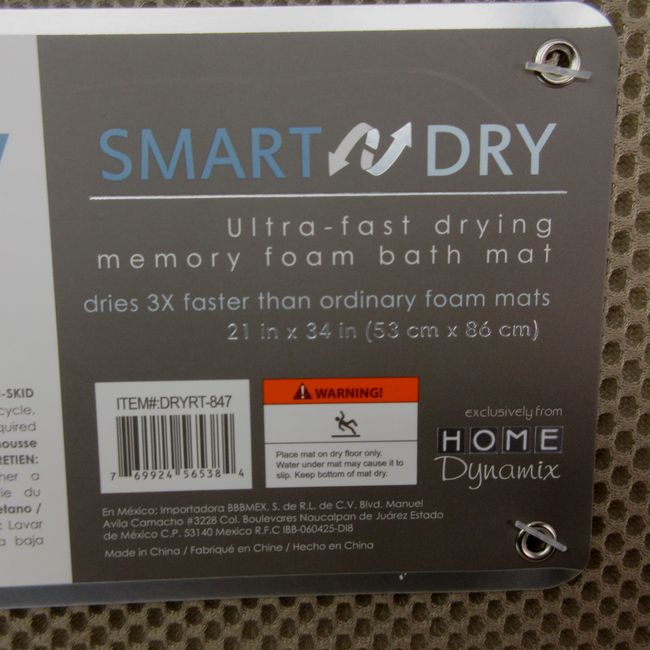 SMART DRY
Ultra-fast drying
memory foam bath mat
dries 3X faster than ordinary foam mats
21 in x 34 in (53 cm x 86 cm)
-SKID
cycle.
quired
ousse
RETIEN:
ner a
ie du
etano /
: Lavar
a baja
ITEM#:DRYRT-847
7 69924 56538 4
WARNING!
Place mat on dry floor only.
Water under mat may cause it to
slip. Keep bottom of mat dry.
exclusively from
HOME
Dynamix
En México: Importadora BBBMEX, S. de R.L. de C.V. Blvd. Manuel
Avila Camacho #3228 Col. Boulevares Naucalpan de Juárez Estado
de México C.P. 53140 Mexico R.F.C IBB-060425-DI8
Made in China / Fabriqué en Chine / Hecho en China